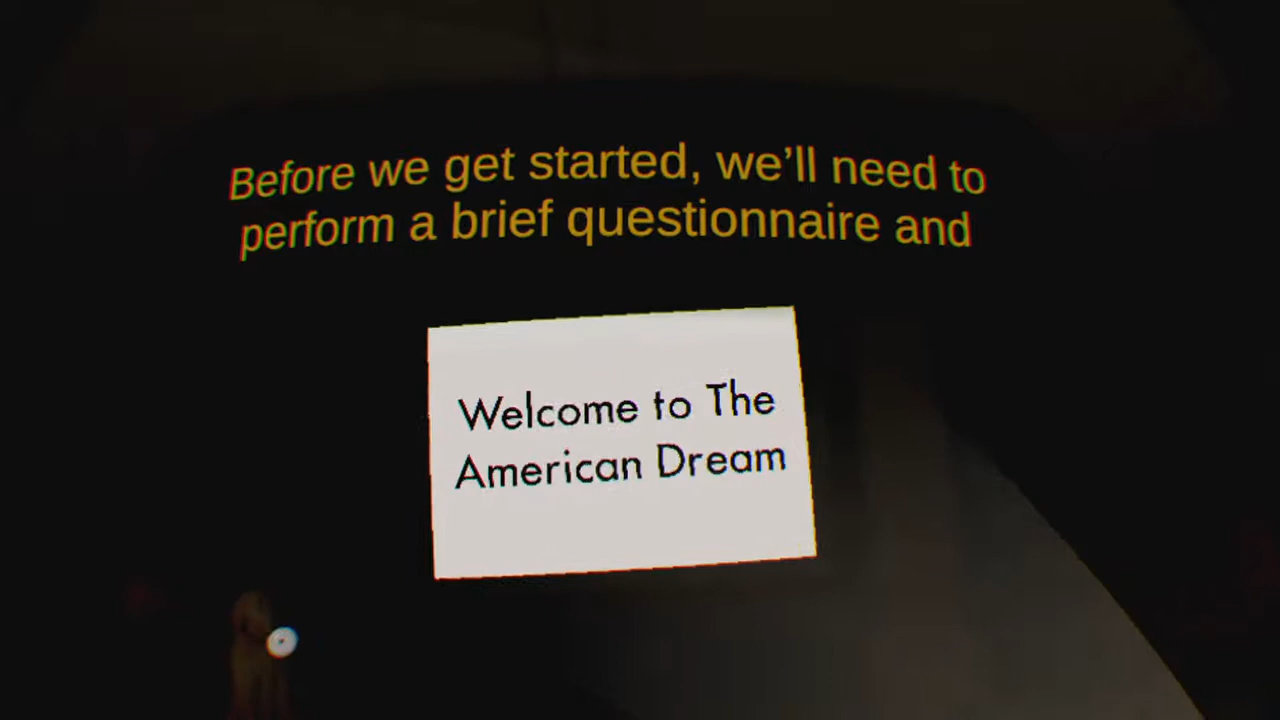 Before we get started, we’ll need to
perform a brief questionnaire and
Welcome to The
American Dream